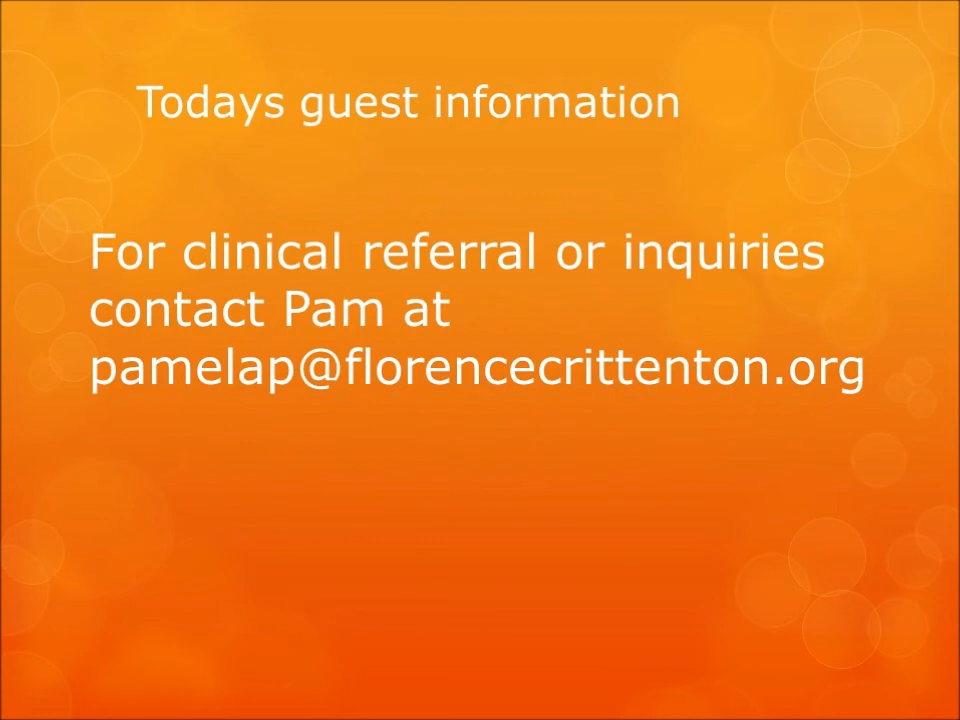 Todays guest information
For clinical referral or inquiries
contact Pam at
pamelap@florencecrittenton.org